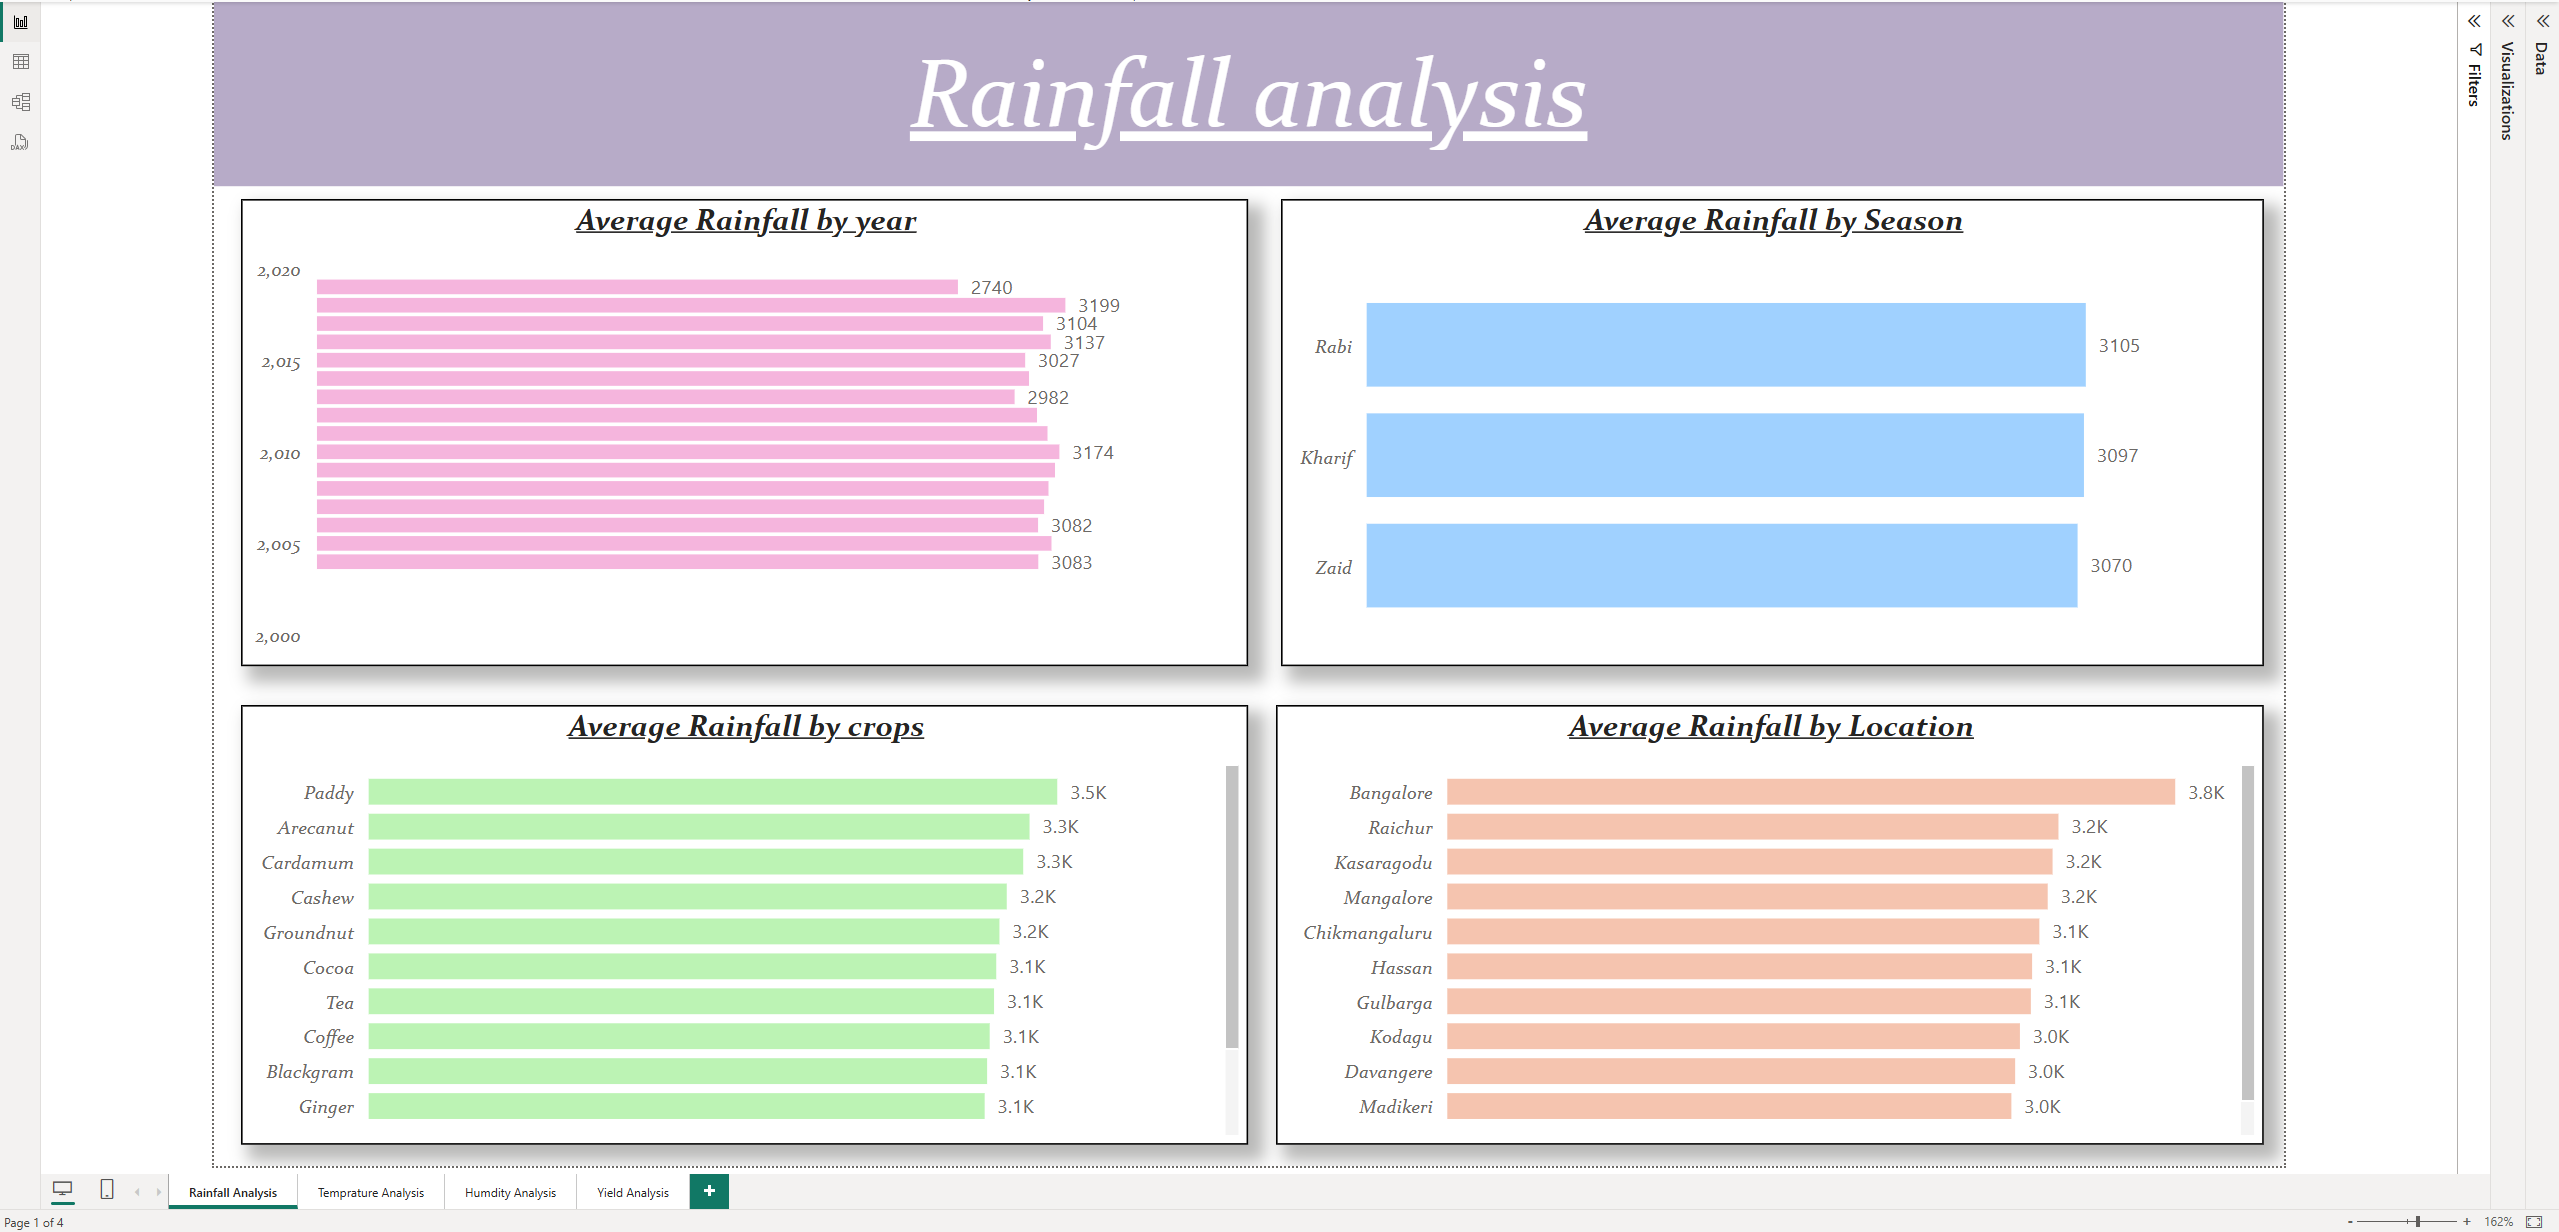 Rainfall analysis
Average Rainfall by year
2,020
2740
3199
3104
3137
2,015
3027
2982
2,010
3174
3082
2,005
3083
2,000
Average Rainfall by Season
Rabi 3105
Kharif 3097
Zaid 3070
Average Rainfall by crops
Paddy 3.5K
Arecanut 3.3K
Cardamum 3.3K
Cashew 3.2K
Groundnut 3.2K
Cocoa 3.1K
Tea 3.1K
Coffee 3.1K
Blackgram 3.1K
Ginger 3.1K
Average Rainfall by Location
Bangalore 3.8K
Raichur 3.2K
Kasaragodu 3.2K
Mangalore 3.2K
Chikmangaluru 3.1K
Hassan 3.1K
Gulbarga 3.1K
Kodagu 3.0K
Davangere 3.0K
Madikeri 3.0K
Filters
Visualizations
Data
DAX
Rainfall Analysis
Temprature Analysis
Humdity Analysis
Yield Analysis
+
Page 1 of 4
- + 162%